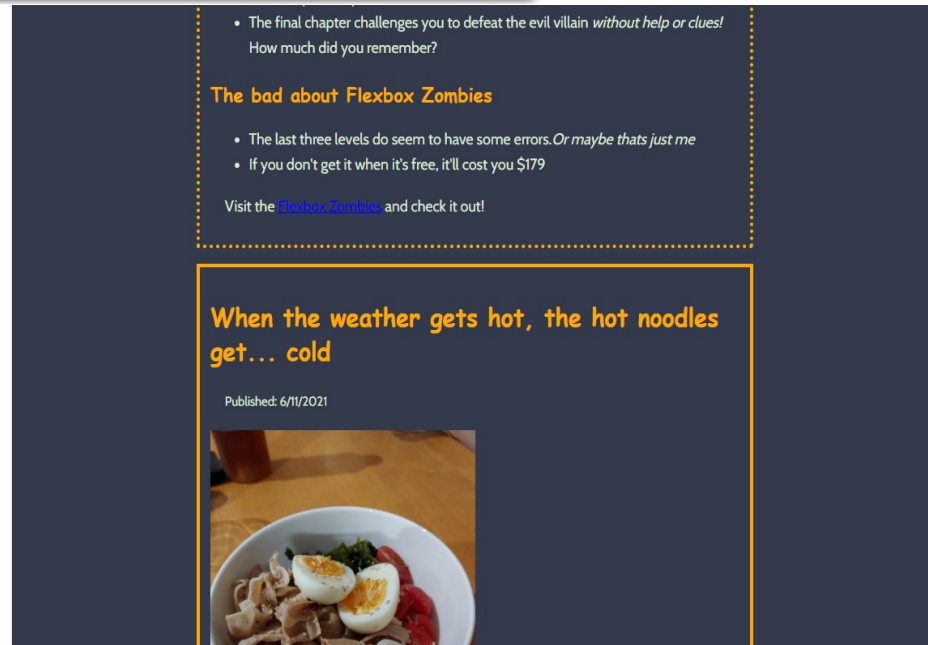 The final chapter challenges you to defeat the evil villain without help or clues!
How much did you remember?
The bad about Flexbox Zombies
The last three levels do seem to have some errors.Or maybe thats just me
If you don't get it when it's free, it'll cost you $179
Visit the Flexbox Zombies and check it out!
When the weather gets hot, the hot noodles
get... cold
Published: 6/11/2021